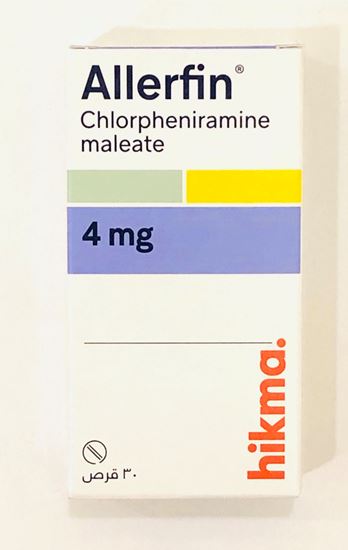 Allerfin®
Chlorpheniramine
maleate
4 mg
hikma.
٣٠ قرص